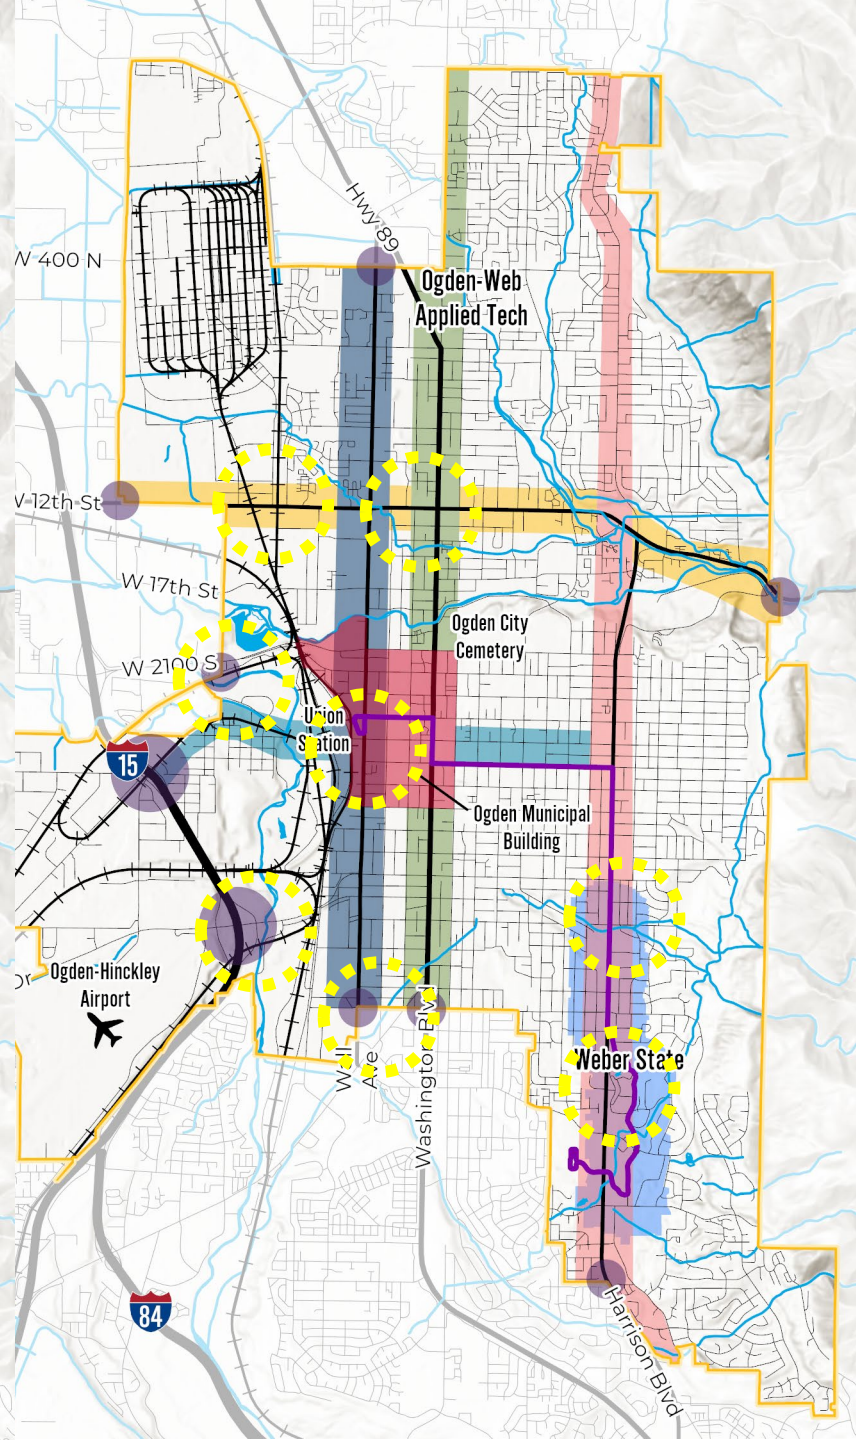 Hwy 89
W 400 N
Ogden-Web
Applied Tech
W 12th St
W 17th St
Ogden City
Cemetery
W 2100 S
Union
Station
15
Ogden Municipal
Building
Dr
Ogden-Hinckley
Airport
Wall
Ave
Washington Blvd
Weber State
84
Harrison Blvd